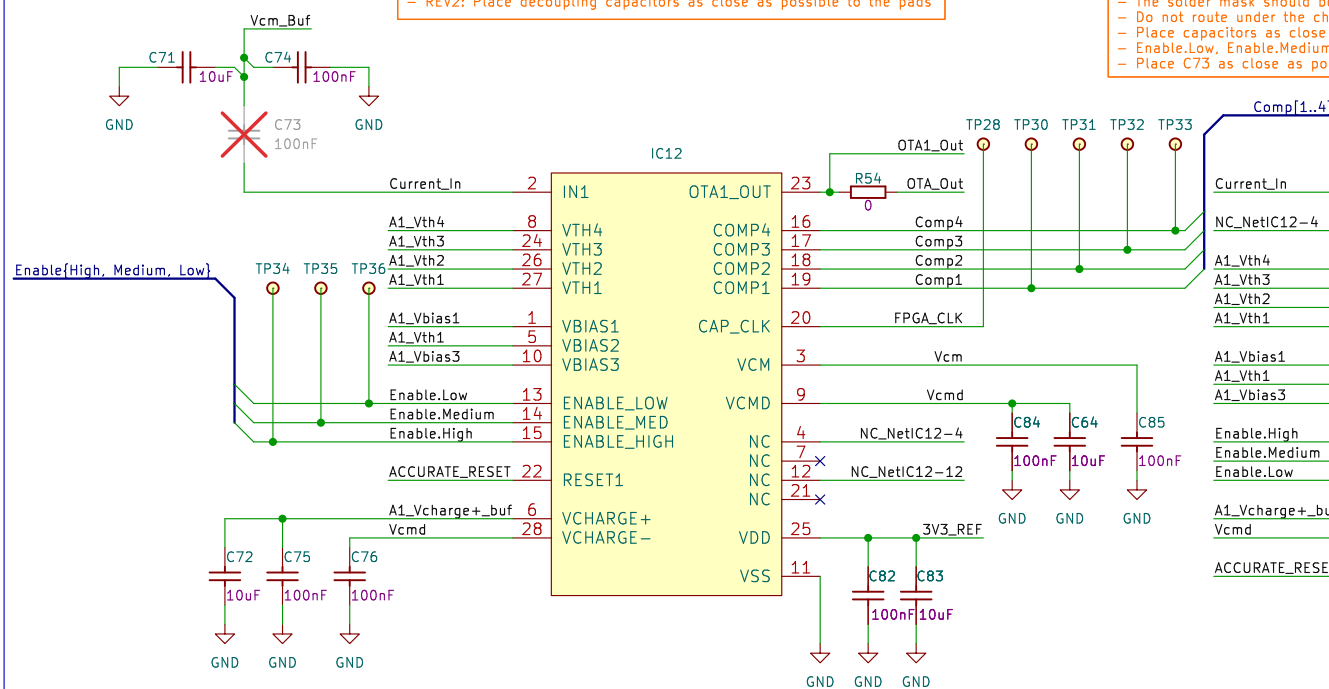 – REV2: Place decoupling capacitors as close as possible to the pads
– The solder mask should b
– Do not route under the ch
– Place capacitors as close
– Enable.Low, Enable.Medium
– Place C73 as close as po
Vcm_Buf
C71
10uF
C74
100nF
GND
GND
C73
100nF
Comp[1..4]
TP28
TP30
TP31
TP32
TP33
IC12
OTA1_Out
Current_In
2
IN1
OTA1_OUT
23
R54
0
OTA_Out
Current_In
A1_Vth4
8
VTH4
COMP4
16
Comp4
NC_NetIC12-4
A1_Vth3
24
VTH3
COMP3
17
Comp3
A1_Vth2
26
VTH2
COMP2
18
Comp2
A1_Vth4
A1_Vth1
27
VTH1
COMP1
19
Comp1
A1_Vth3
A1_Vth2
A1_Vth1
Enable{High, Medium, Low}
TP34
TP35
TP36
A1_Vbias1
1
VBIAS1
CAP_CLK
20
FPGA_CLK
A1_Vth1
5
VBIAS2
A1_Vbias3
10
VBIAS3
VCM
3
Vcm
A1_Vbias1
A1_Vth1
A1_Vbias3
Enable.Low
13
ENABLE_LOW
VCMD
9
Vcmd
Enable.Medium
14
ENABLE_MED
Enable.High
15
ENABLE_HIGH
NC
4
NC_NetIC12-4
NC
7
C84
100nF
C64
10uF
C85
100nF
Enable.High
Enable.Medium
Enable.Low
ACCURATE_RESET
22
RESET1
NC
12
NC_NetIC12-12
NC
21
GND
GND
GND
A1_Vcharge+_buf
6
VCHARGE+
A1_Vcharge+_bu
Vcmd
28
VCHARGE–
VDD
25
3V3_REF
Vcmd
VSS
11
ACCURATE_RESE
C72
10uF
C75
100nF
C76
100nF
C82
100nF
C83
10uF
GND
GND
GND
GND
GND
GND